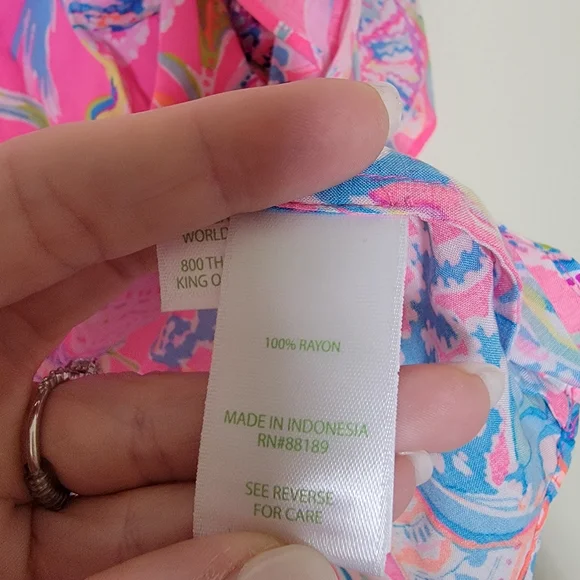 WORLD
800 TH
KING O
100% RAYON
MADE IN INDONESIA
RN#88189
SEE REVERSE
FOR CARE